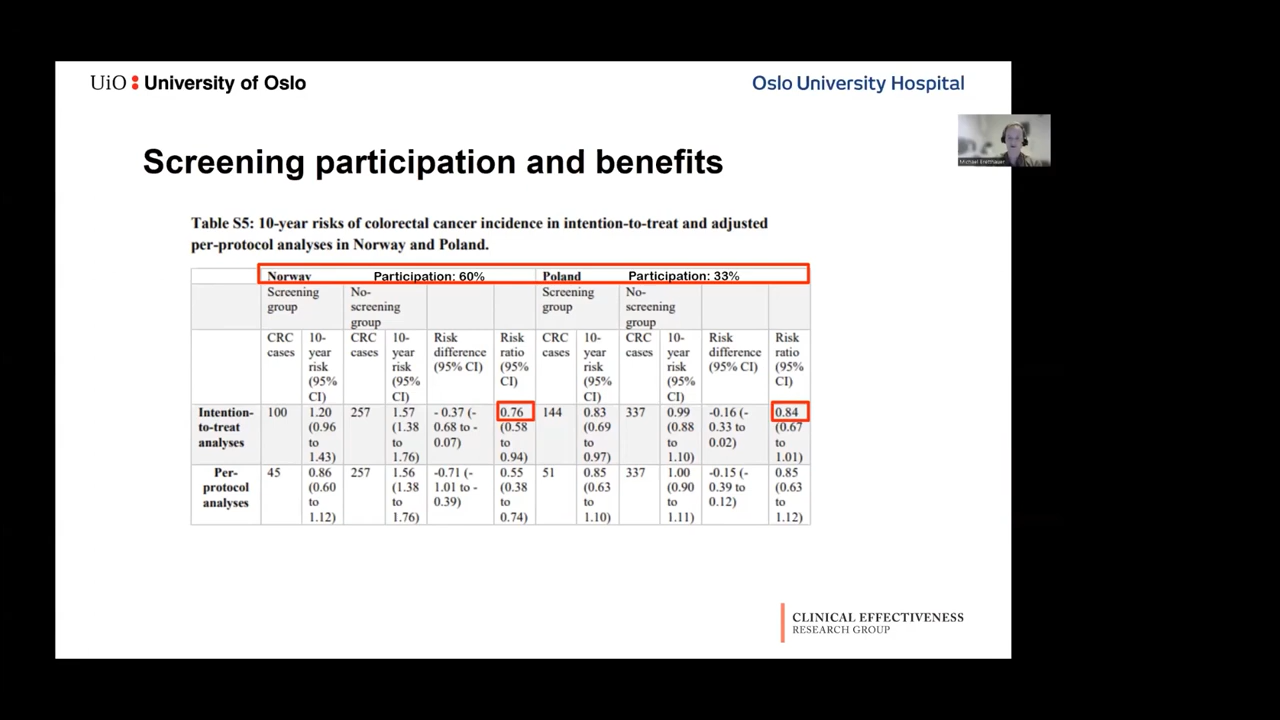 UiO : University of Oslo
Oslo University Hospital
Screening participation and benefits
Michael Bretthauer
Table S5: 10-year risks of colorectal cancer incidence in intention-to-treat and adjusted
per-protocol analyses in Norway and Poland.
Norway Participation: 60% Poland Participation: 33%
Screening No- Screening No-
group screening group screening
group group
CRC 10- CRC 10- Risk Risk CRC 10- CRC 10- Risk Risk
cases year cases year difference ratio cases year cases year difference ratio
risk risk (95% CI) (95% risk risk (95% CI) (95%
(95% (95% CI) (95% (95% CI)
CI) CI) CI) CI)
Intention- 100 1.20 257 1.57 - 0.37 (- 0.76 144 0.83 337 0.99 -0.16 (- 0.84
to-treat (0.96 (1.38 0.68 to - (0.58 (0.69 (0.88 0.33 to (0.67
analyses to to 0.07) to to to 0.02) to
1.43) 1.76) 0.94) 0.97) 1.10) 1.01)
Per- 45 0.86 257 1.56 -0.71 (- 0.55 51 0.85 337 1.00 -0.15 (- 0.85
protocol (0.60 (1.38 1.01 to - (0.38 (0.63 (0.90 0.39 to (0.63
analyses to to 0.39) to to to 0.12) to
1.12) 1.76) 0.74) 1.10) 1.11) 1.12)
CLINICAL EFFECTIVENESS
RESEARCH GROUP